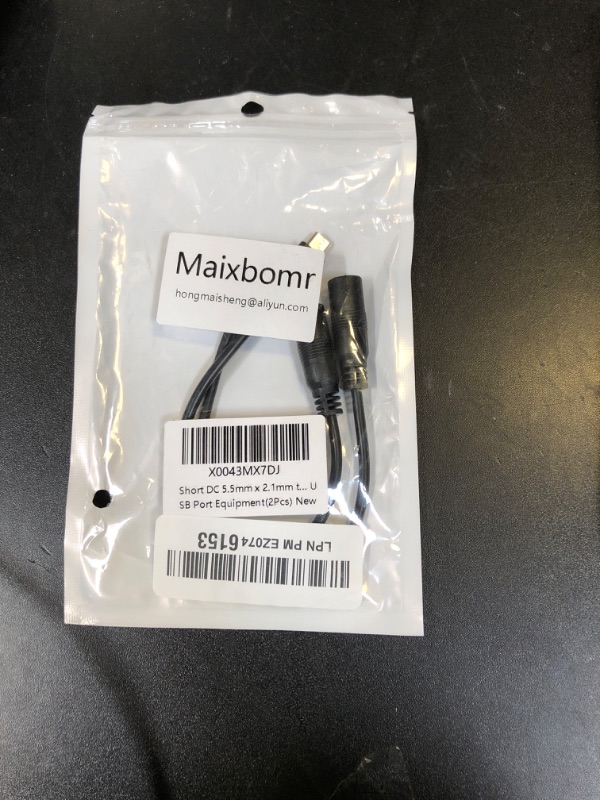 Maixbomr
hongmaisheng@aliyun.com
X0043MX7DJ
Short DC 5.5mm x 2.1mm t... U
SB Port Equipment(2Pcs) New
LPN PM EZ074 6153